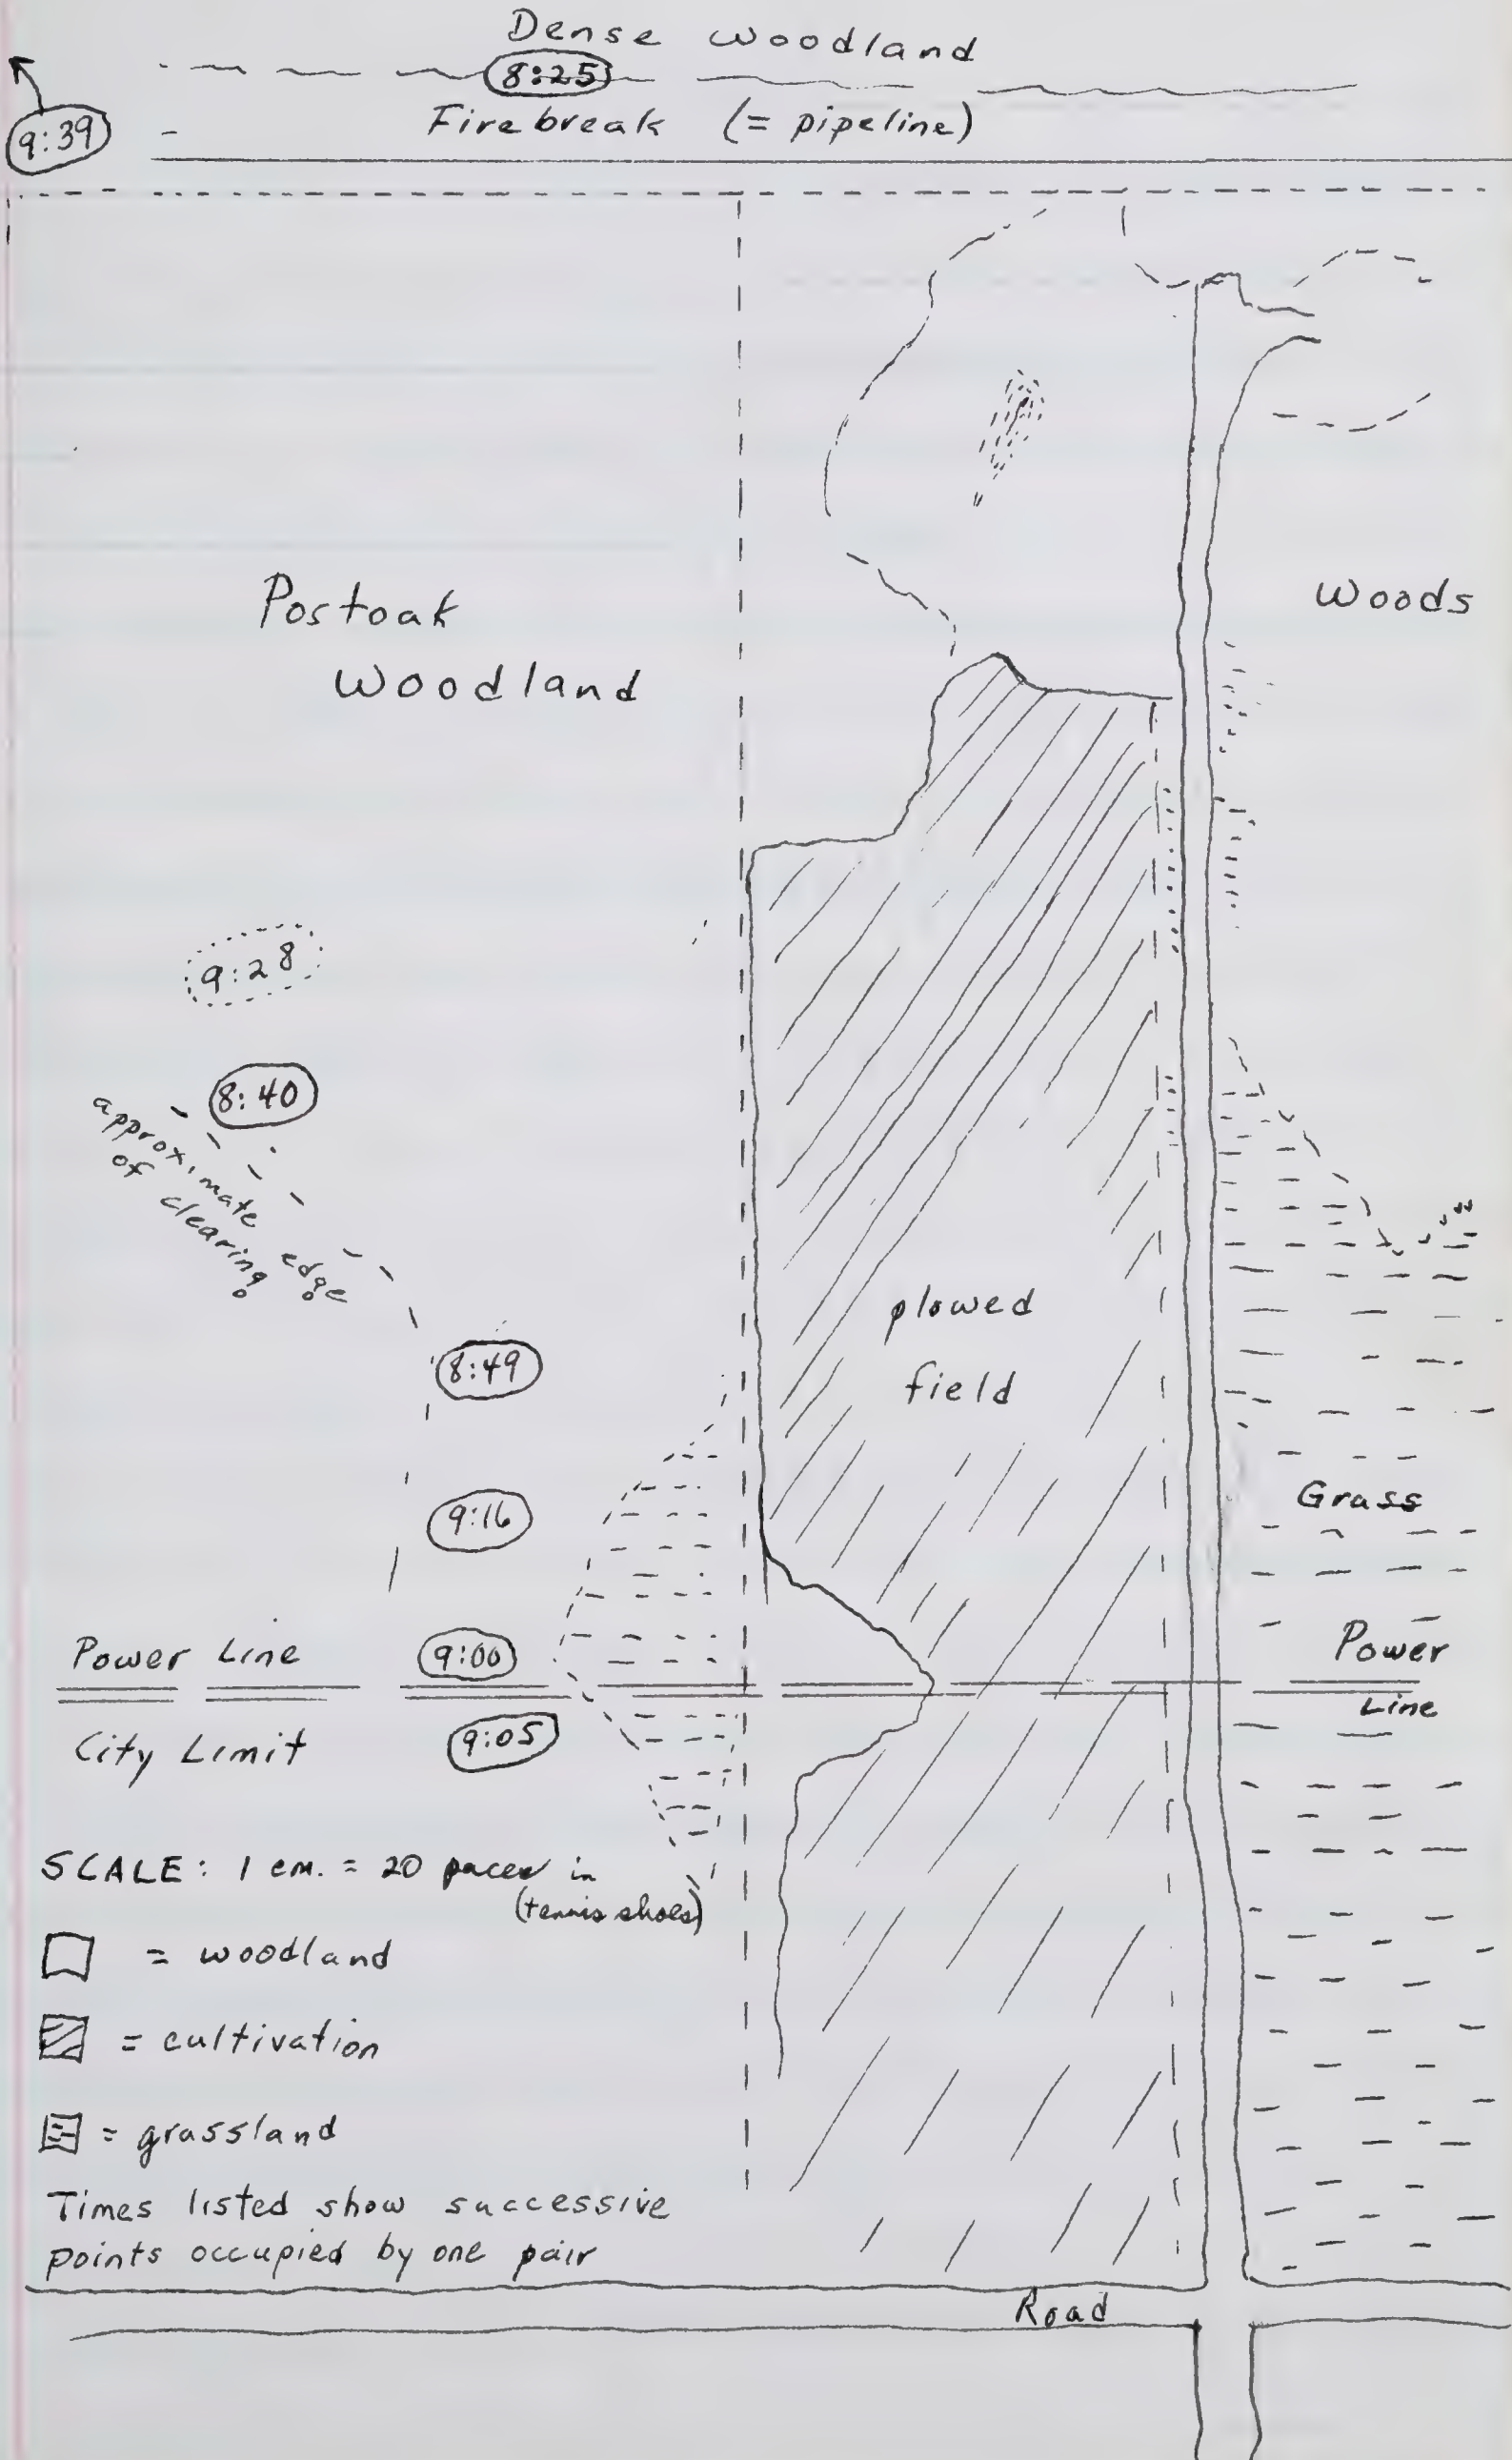 Dense Woodland
8:25
Firebreak (= pipeline)
9:39
Postoak
Woodland
Woods
9:28
8:40
approximate edge
of clearing
8:49
plowed
field
9:16
Grass
Power Line
9:00
Power
Line
City Limit
9:05
SCALE: 1 cm. = 20 paces in
(tennis shoes)
= woodland
= cultivation
= grassland
Times listed show successive
points occupied by one pair
Road